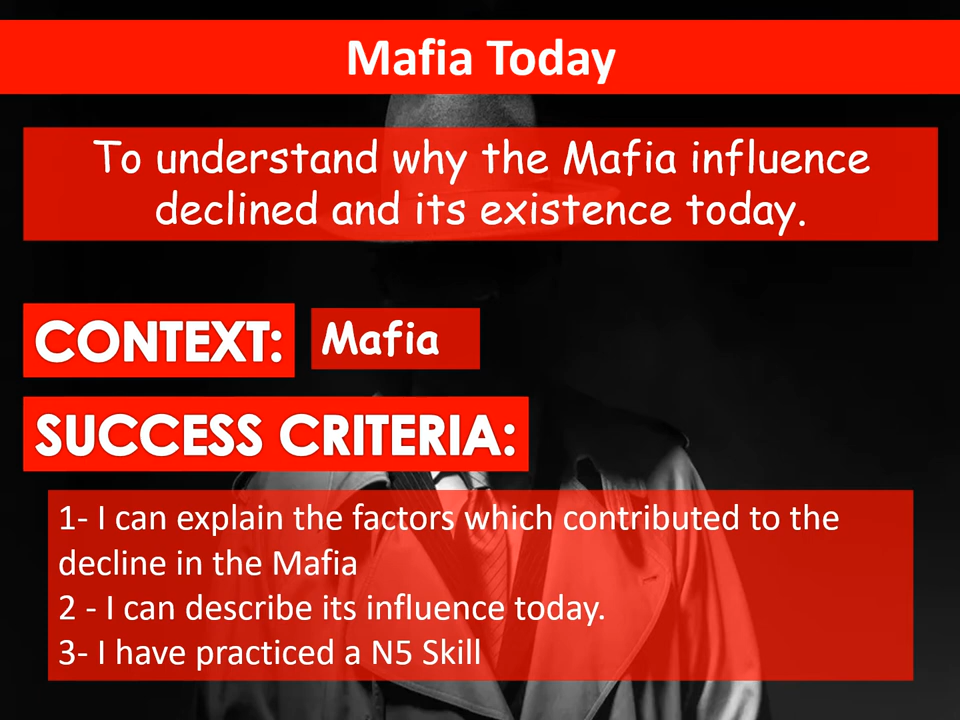 Mafia Today
To understand why the Mafia influence
declined and its existence today.
CONTEXT:
Mafia
SUCCESS CRITERIA:
1- I can explain the factors which contributed to the
decline in the Mafia
2 - I can describe its influence today.
3- I have practiced a N5 Skill